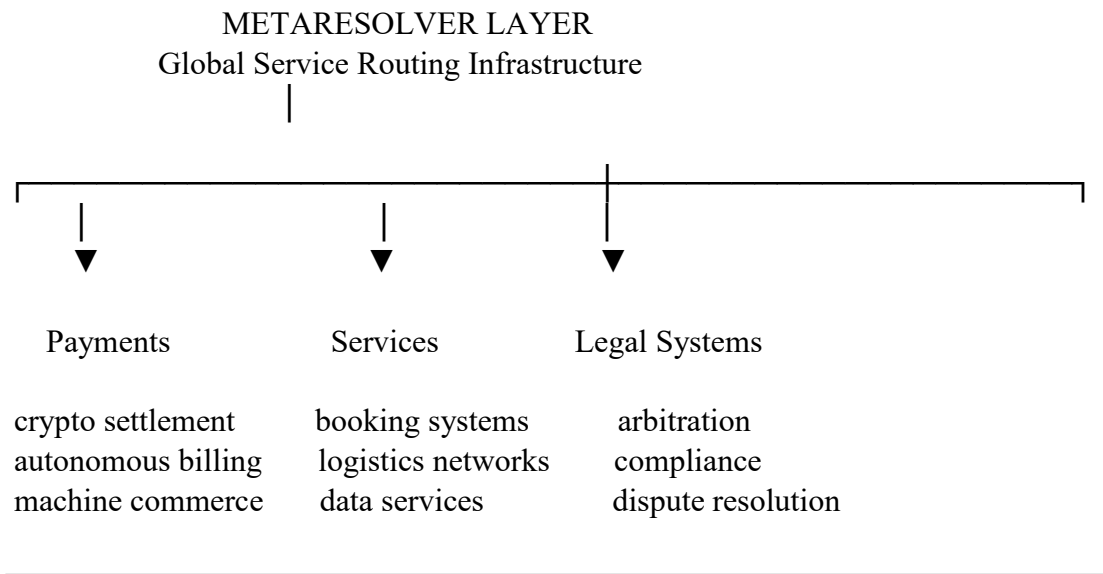 METARESOLVER LAYER
Global Service Routing Infrastructure
Payments Services Legal Systems
crypto settlement booking systems arbitration
autonomous billing logistics networks compliance
machine commerce data services dispute resolution